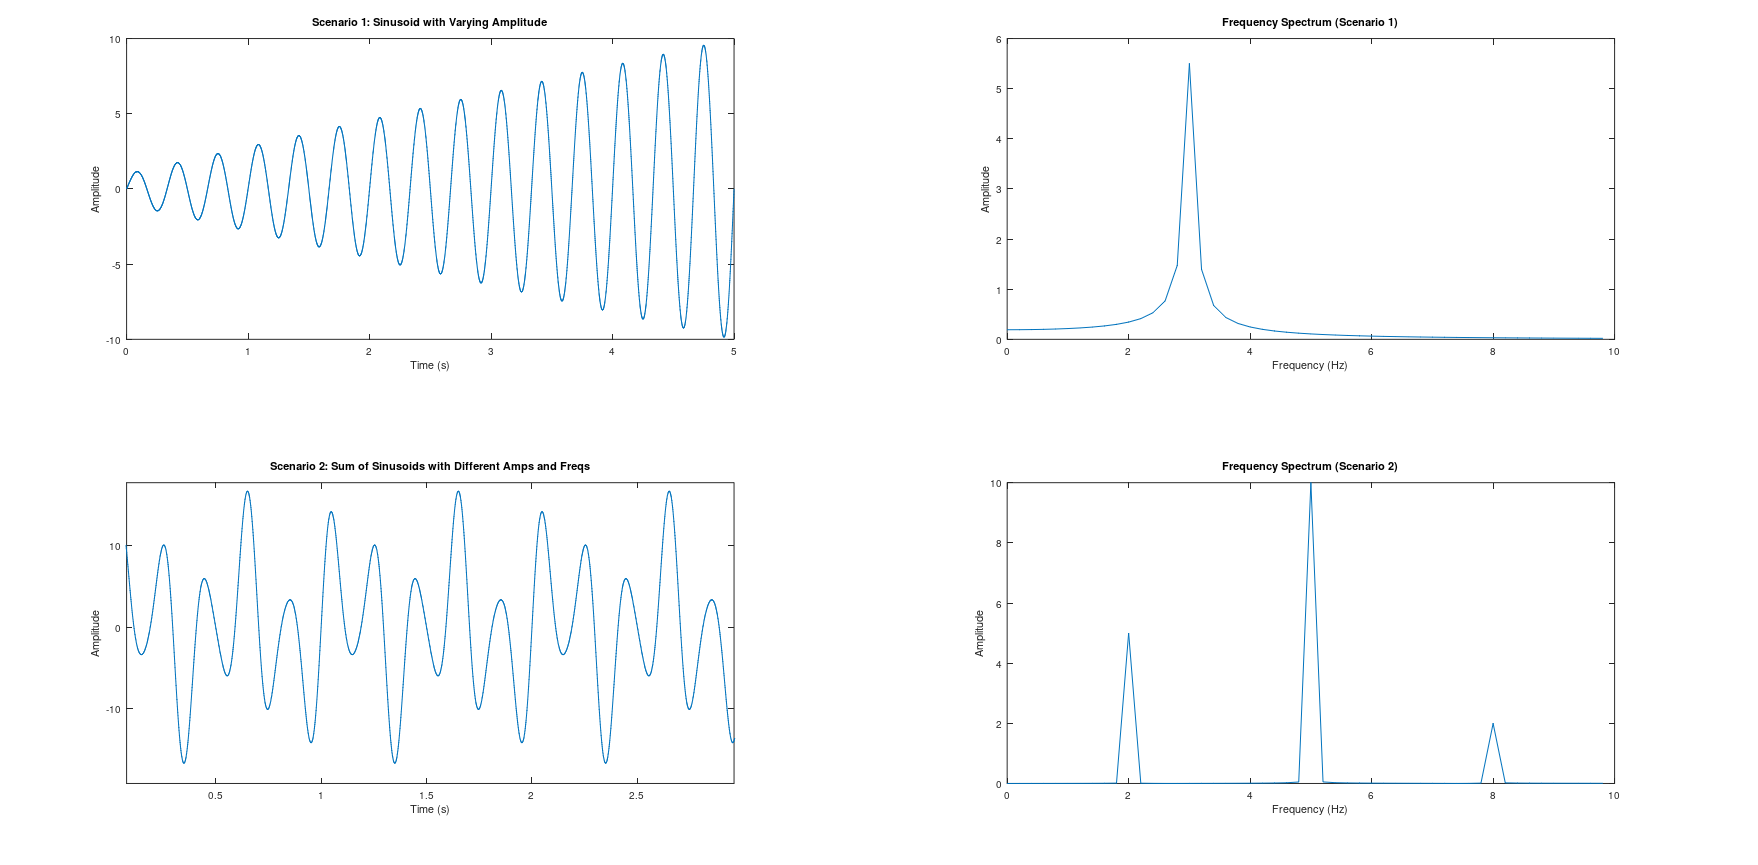 Scenario 1: Sinusoid with Varying Amplitude
10
5
0
-5
-10
Amplitude
0 1 2 3 4 5
Time (s)
Frequency Spectrum (Scenario 1)
6
5
4
3
2
1
0
Amplitude
0 2 4 6 8 10
Frequency (Hz)
Scenario 2: Sum of Sinusoids with Different Amps and Freqs
10
0
-10
Amplitude
0.5 1 1.5 2 2.5
Time (s)
Frequency Spectrum (Scenario 2)
10
8
6
4
2
0
Amplitude
0 2 4 6 8 10
Frequency (Hz)